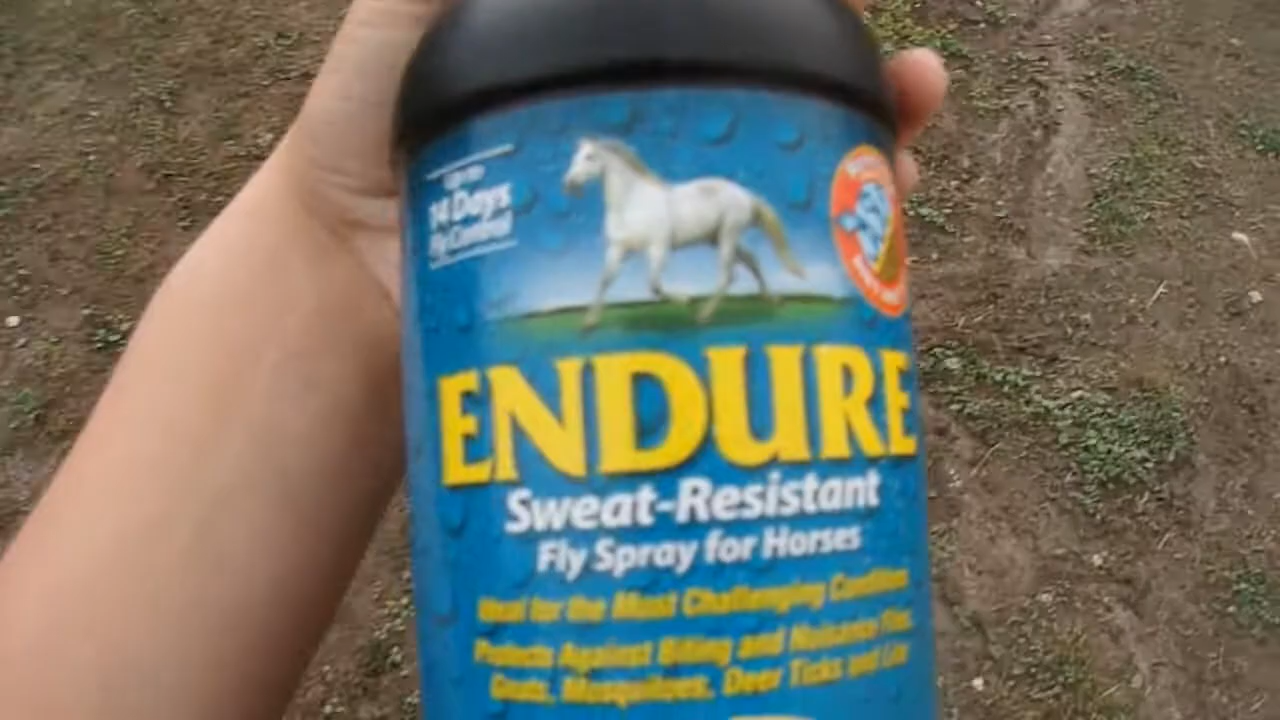 Up to
14 Days
Fly Control
ENDURE
Sweat-Resistant
Fly Spray for Horses
Ideal for the Most Challenging Conditions
Protects Against Biting and Nuisance Flies,
Gnats, Mosquitoes, Deer Ticks and Lice